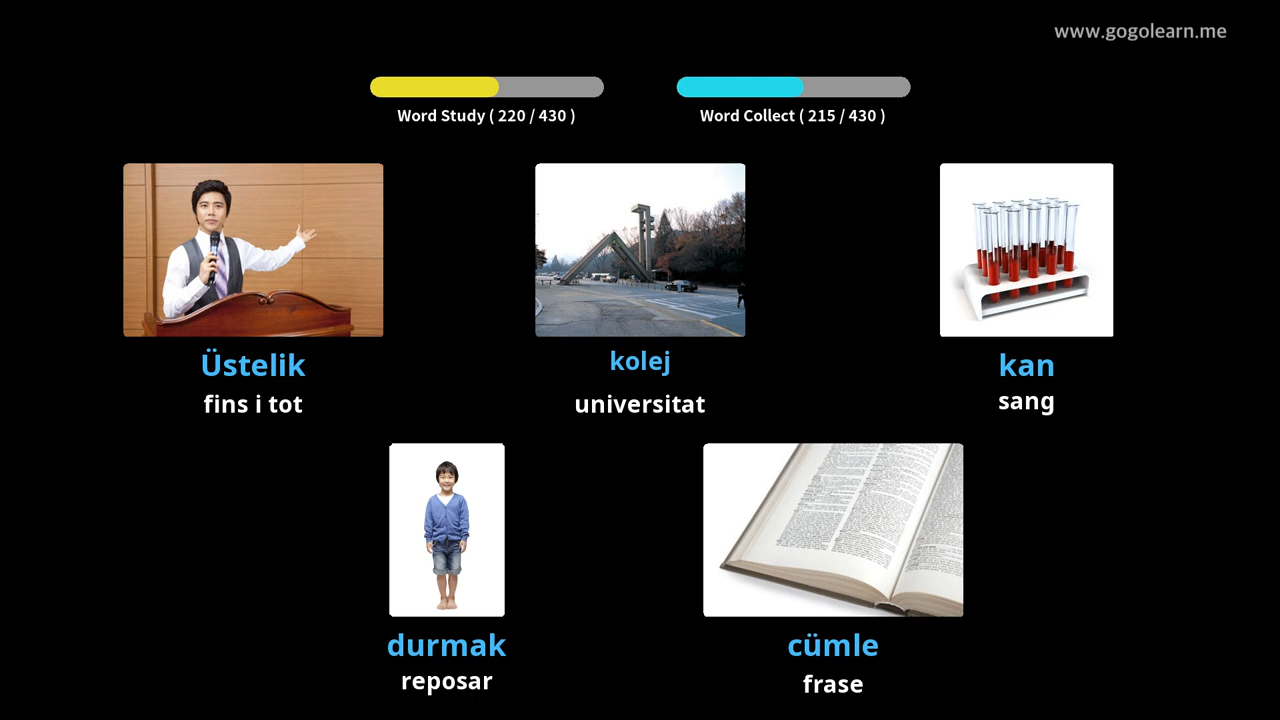 www.gogolearn.me
Word Study ( 220 / 430 )
Word Collect ( 215 / 430 )
Üstelik
fins i tot
kolej
universitat
kan
sang
durmak
reposar
cümle
frase